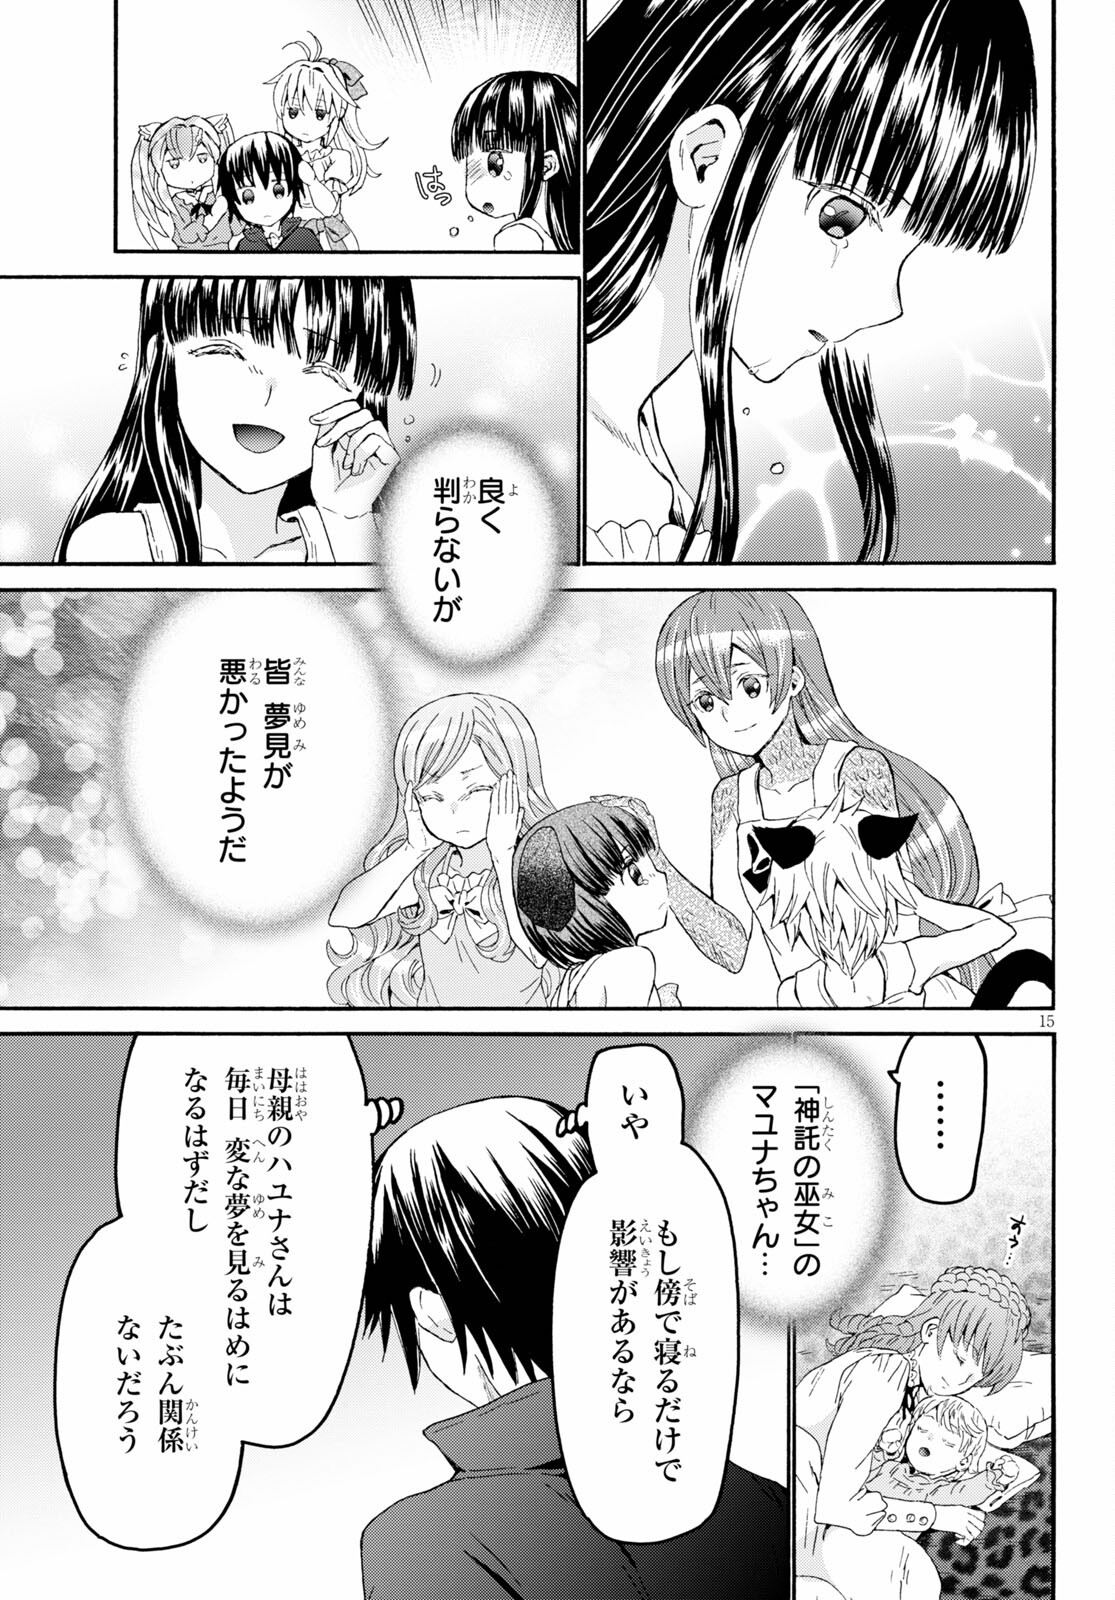 はっ
良く
判らないが
皆 夢見が
悪かったようだ
15
‥‥‥
「神託の巫女」の
マユナちゃん…
いや
もし傍で寝るだけで
影響があるなら
母親のハユナさんは
毎日 変な夢を見るはめに
なるはずだし
たぶん関係
ないだろう